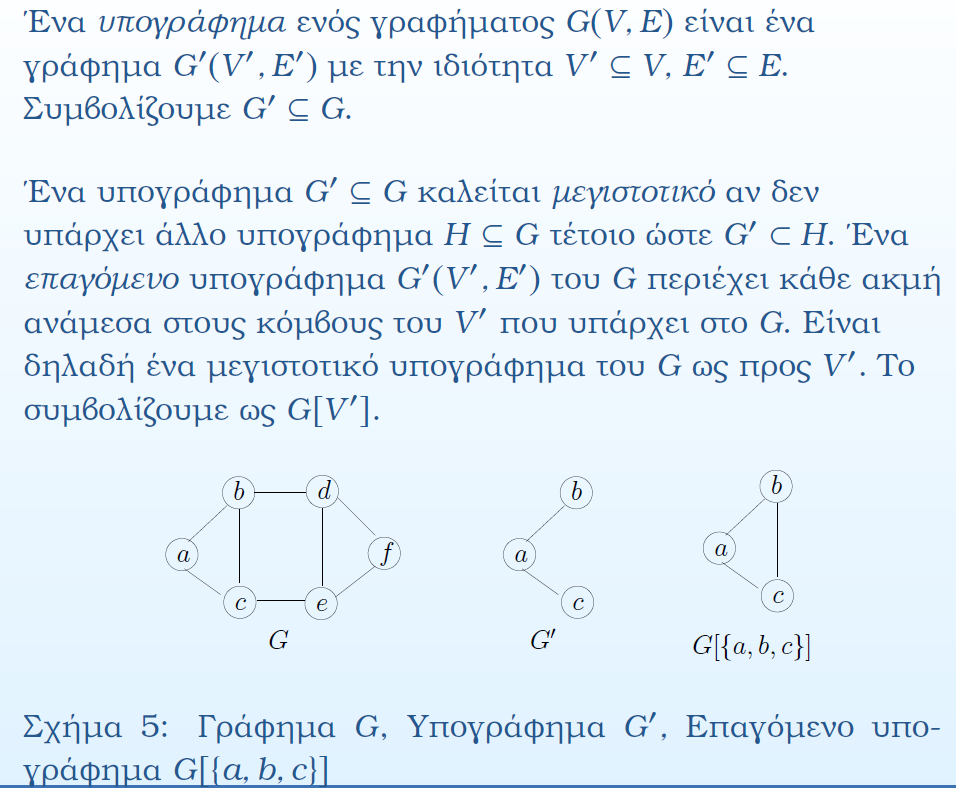 Ένα υπογράφημα ενός γραφήματος G(V, E) είναι ένα
γράφημα G′(V′, E′) με την ιδιότητα V′ ⊆ V, E′ ⊆ E.
Συμβολίζουμε G′ ⊆ G.
Ένα υπογράφημα G′ ⊆ G καλείται μεγιστοτικό αν δεν
υπάρχει άλλο υπογράφημα H ⊆ G τέτοιο ώστε G′ ⊂ H. Ένα
επαγόμενο υπογράφημα G′(V′, E′) του G περιέχει κάθε ακμή
ανάμεσα στους κόμβους του V′ που υπάρχει στο G. Είναι
δηλαδή ένα μεγιστοτικό υπογράφημα του G ως προς V′. Το
συμβολίζουμε ως G[V′].
b d b b
a f a a
c e c c
G G′ G[{a, b, c}]
Σχήμα 5: Γράφημα G, Υπογράφημα G′, Επαγόμενο υπο-
γράφημα G[{a, b, c}]